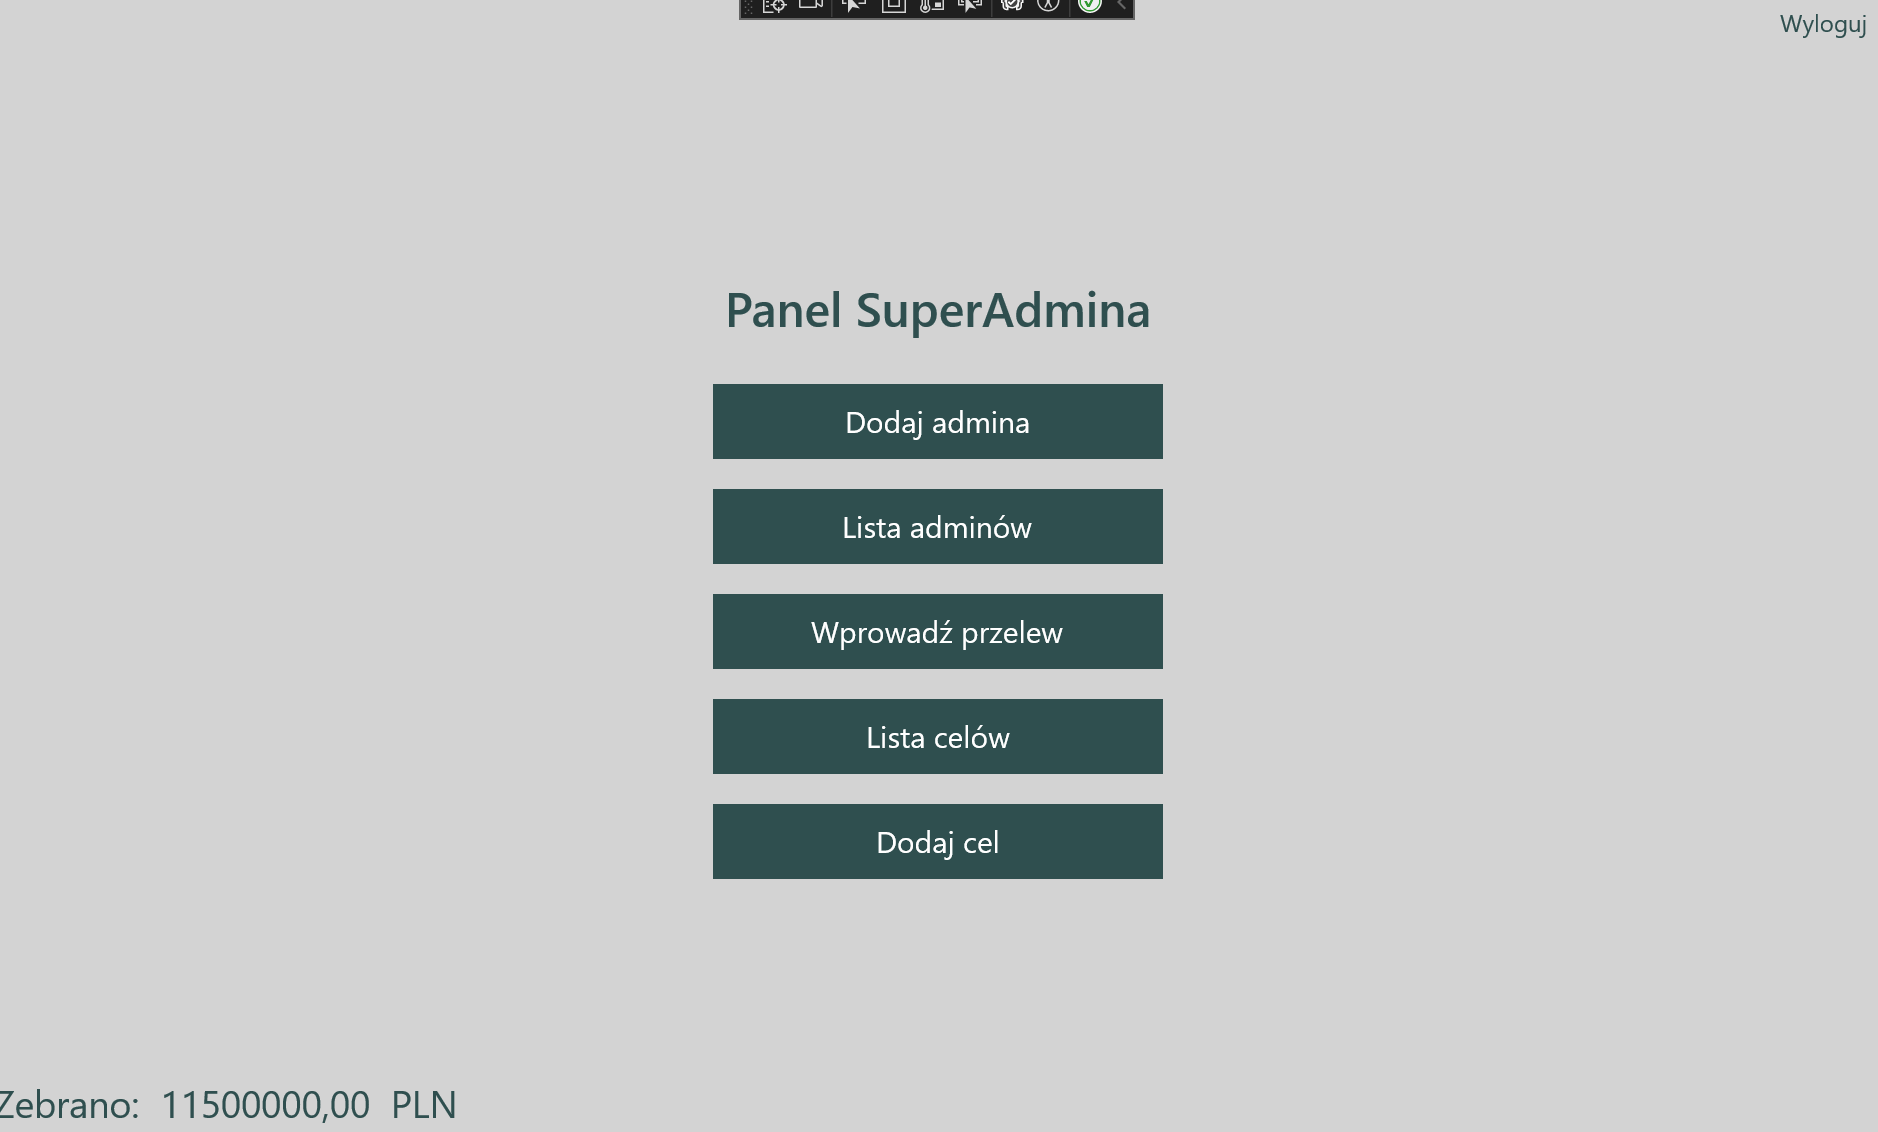 Wyloguj
Panel SuperAdmina
Dodaj admina
Lista adminów
Wprowadź przelew
Lista celów
Dodaj cel
Zebrano: 11500000,00 PLN